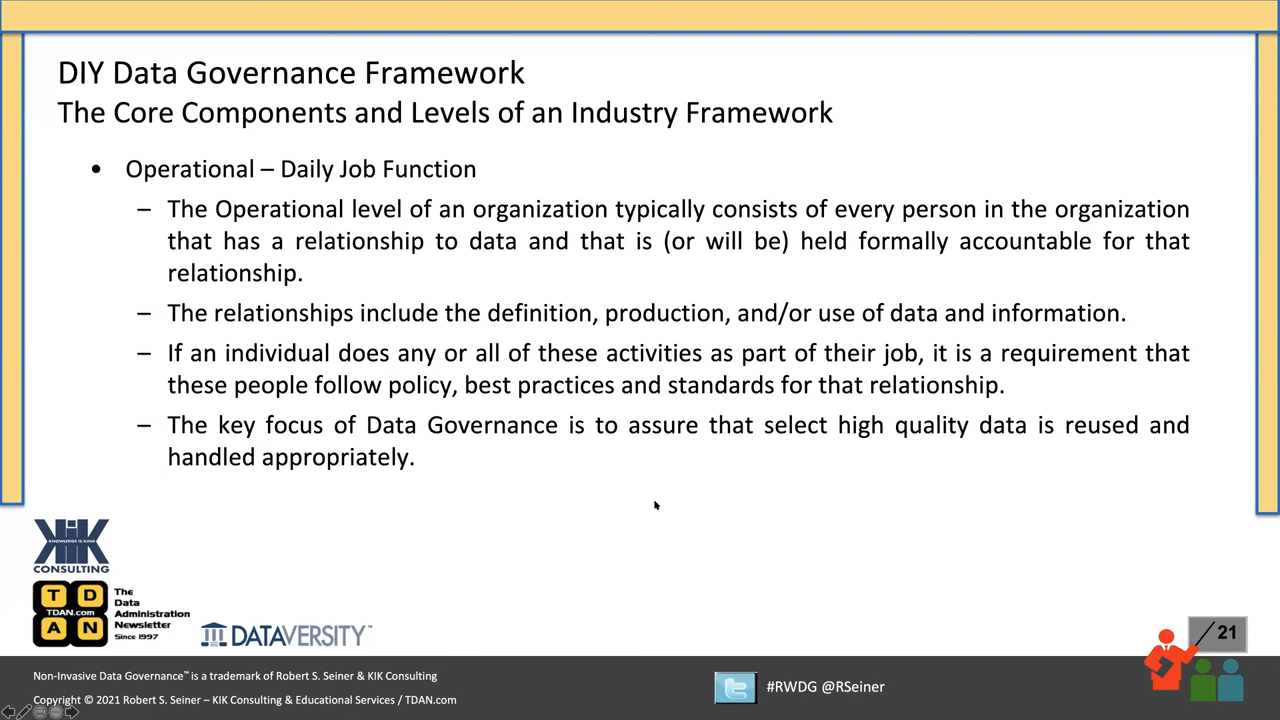 DIY Data Governance Framework
The Core Components and Levels of an Industry Framework
• Operational – Daily Job Function
– The Operational level of an organization typically consists of every person in the organization
that has a relationship to data and that is (or will be) held formally accountable for that
relationship.
– The relationships include the definition, production, and/or use of data and information.
– If an individual does any or all of these activities as part of their job, it is a requirement that
these people follow policy, best practices and standards for that relationship.
– The key focus of Data Governance is to assure that select high quality data is reused and
handled appropriately.
KIK
KNOWLEDGE IS KING
CONSULTING
T D
TDAN.com
A N
The
Data
Administration
Newsletter
Since 1997
DATAVERSITY™
21
Non-Invasive Data Governance™ is a trademark of Robert S. Seiner & KIK Consulting
Copyright © 2021 Robert S. Seiner – KIK Consulting & Educational Services / TDAN.com
#RWDG @RSeiner